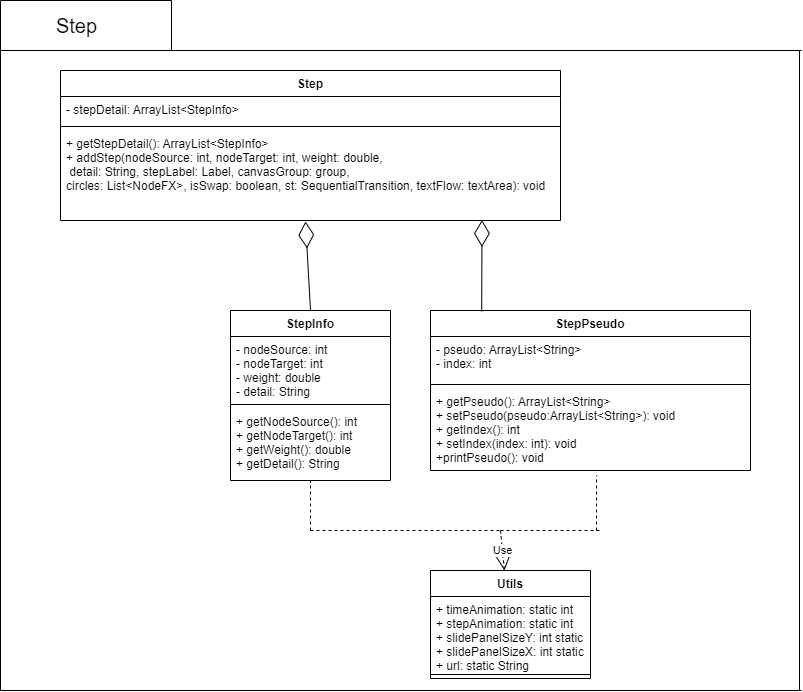 Step
Step
- stepDetail: ArrayList<StepInfo>
+ getStepDetail(): ArrayList<StepInfo>
+ addStep(nodeSource: int, nodeTarget: int, weight: double,
detail: String, stepLabel: Label, canvasGroup: group,
circles: List<NodeFX>, isSwap: boolean, st: SequentialTransition, textFlow: textArea): void
StepInfo
- nodeSource: int
- nodeTarget: int
- weight: double
- detail: String
+ getNodeSource(): int
+ getNodeTarget(): int
+ getWeight(): double
+ getDetail(): String
StepPseudo
- pseudo: ArrayList<String>
- index: int
+ getPseudo(): ArrayList<String>
+ setPseudo(pseudo:ArrayList<String>): void
+ getIndex(): int
+ setIndex(index: int): void
+printPseudo(): void
Use
Utils
+ timeAnimation: static int
+ stepAnimation: static int
+ slidePanelSizeY: int static
+ slidePanelSizeX: int static
+ url: static String